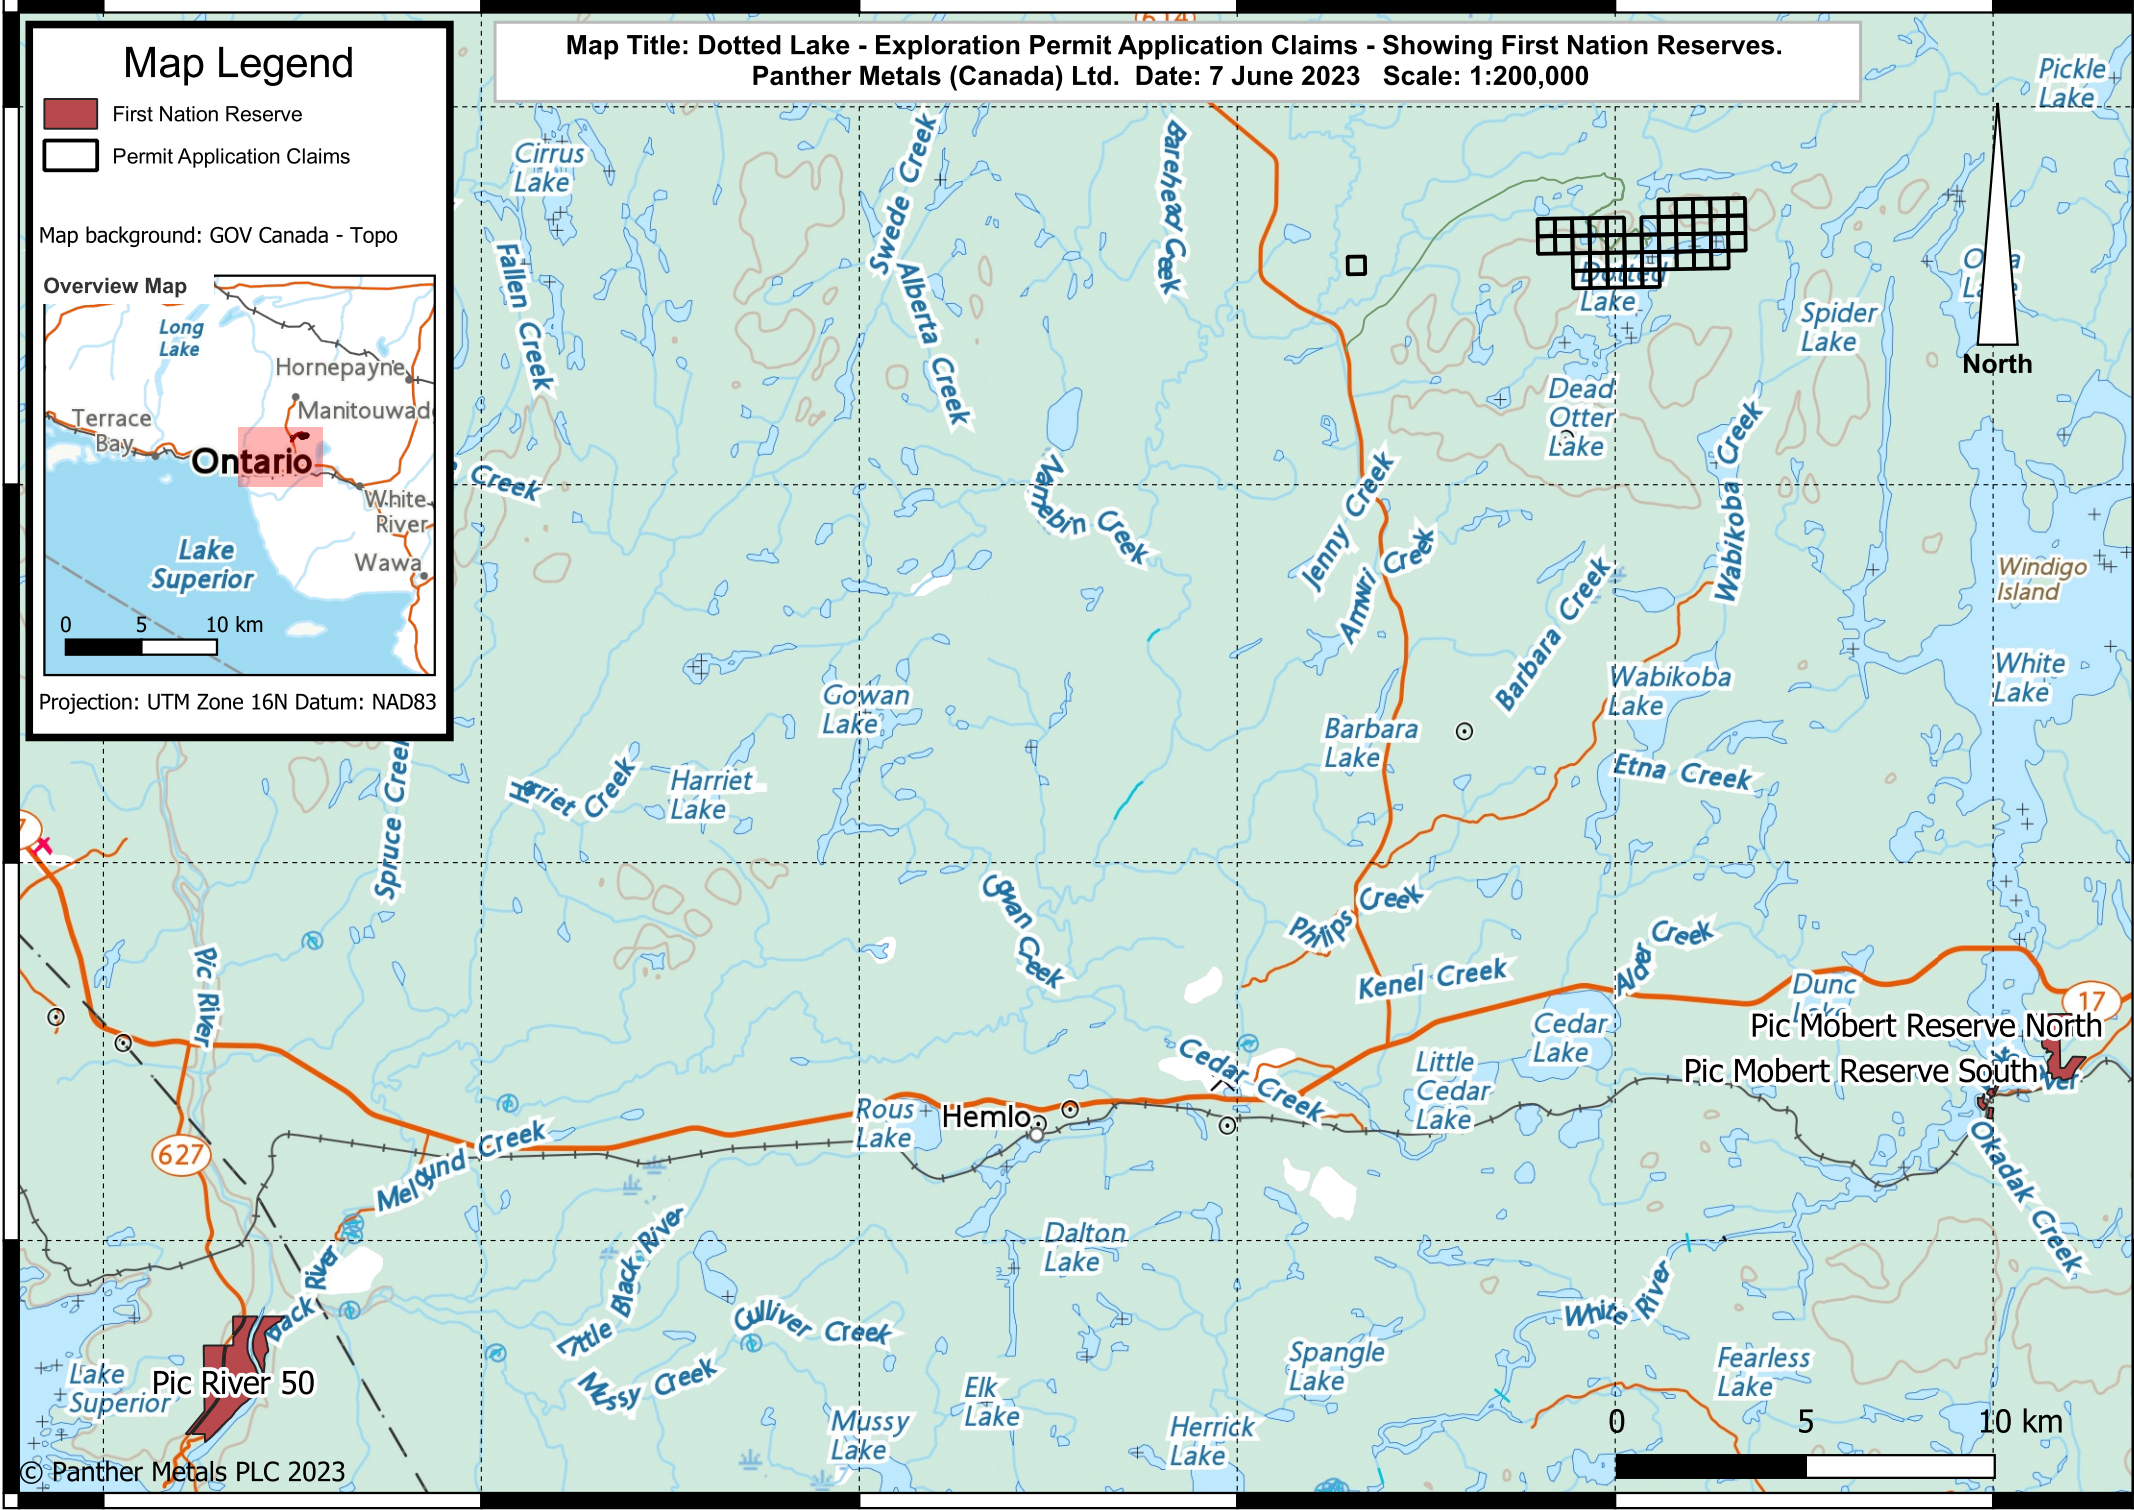 614
Map Title: Dotted Lake - Exploration Permit Application Claims - Showing First Nation Reserves.
Panther Metals (Canada) Ltd.  Date: 7 June 2023   Scale: 1:200,000
Map Legend
First Nation Reserve
Permit Application Claims
Map background: GOV Canada - Topo
Overview Map
Long
Lake
Hornepayne
Terrace
Bay
Ontario
White
River
Wawa
Lake
Superior
0 5 10 km
Projection: UTM Zone 16N Datum: NAD83
Pickle
Lake
Cirrus
Lake
Swede Creek
Barehead Creek
Fallen Creek
Alberta Creek
Dotted
Lake
Spider
Lake
North
Dead
Otter
Lake
Creek
Creek
Jenny Creek
Amwri Creek
Wabikoba Creek
Barbara Creek
Windigo
Island
White
Lake
Wabikoba
Lake
Gowan
Lake
Barbara
Lake
Etna Creek
Harriet Creek
Harriet
Lake
Spruce Creek
Gowan Creek
Philips Creek
Pic River
Kenel Creek
Alder Creek
Dunc
Lake
17
Cedar
Lake
Pic Mobert Reserve North
Pic Mobert Reserve South
Cedar Creek
Little
Cedar
Lake
Rous
Lake
Hemlo
627
Melgund Creek
Okadak Creek
Little Black River
Dalton
Lake
Black River
Culliver Creek
White River
Mussy Creek
Spangle
Lake
Fearless
Lake
Lake
Superior
Pic River 50
Elk
Lake
Mussy
Lake
Herrick
Lake
0 5 10 km
© Panther Metals PLC 2023